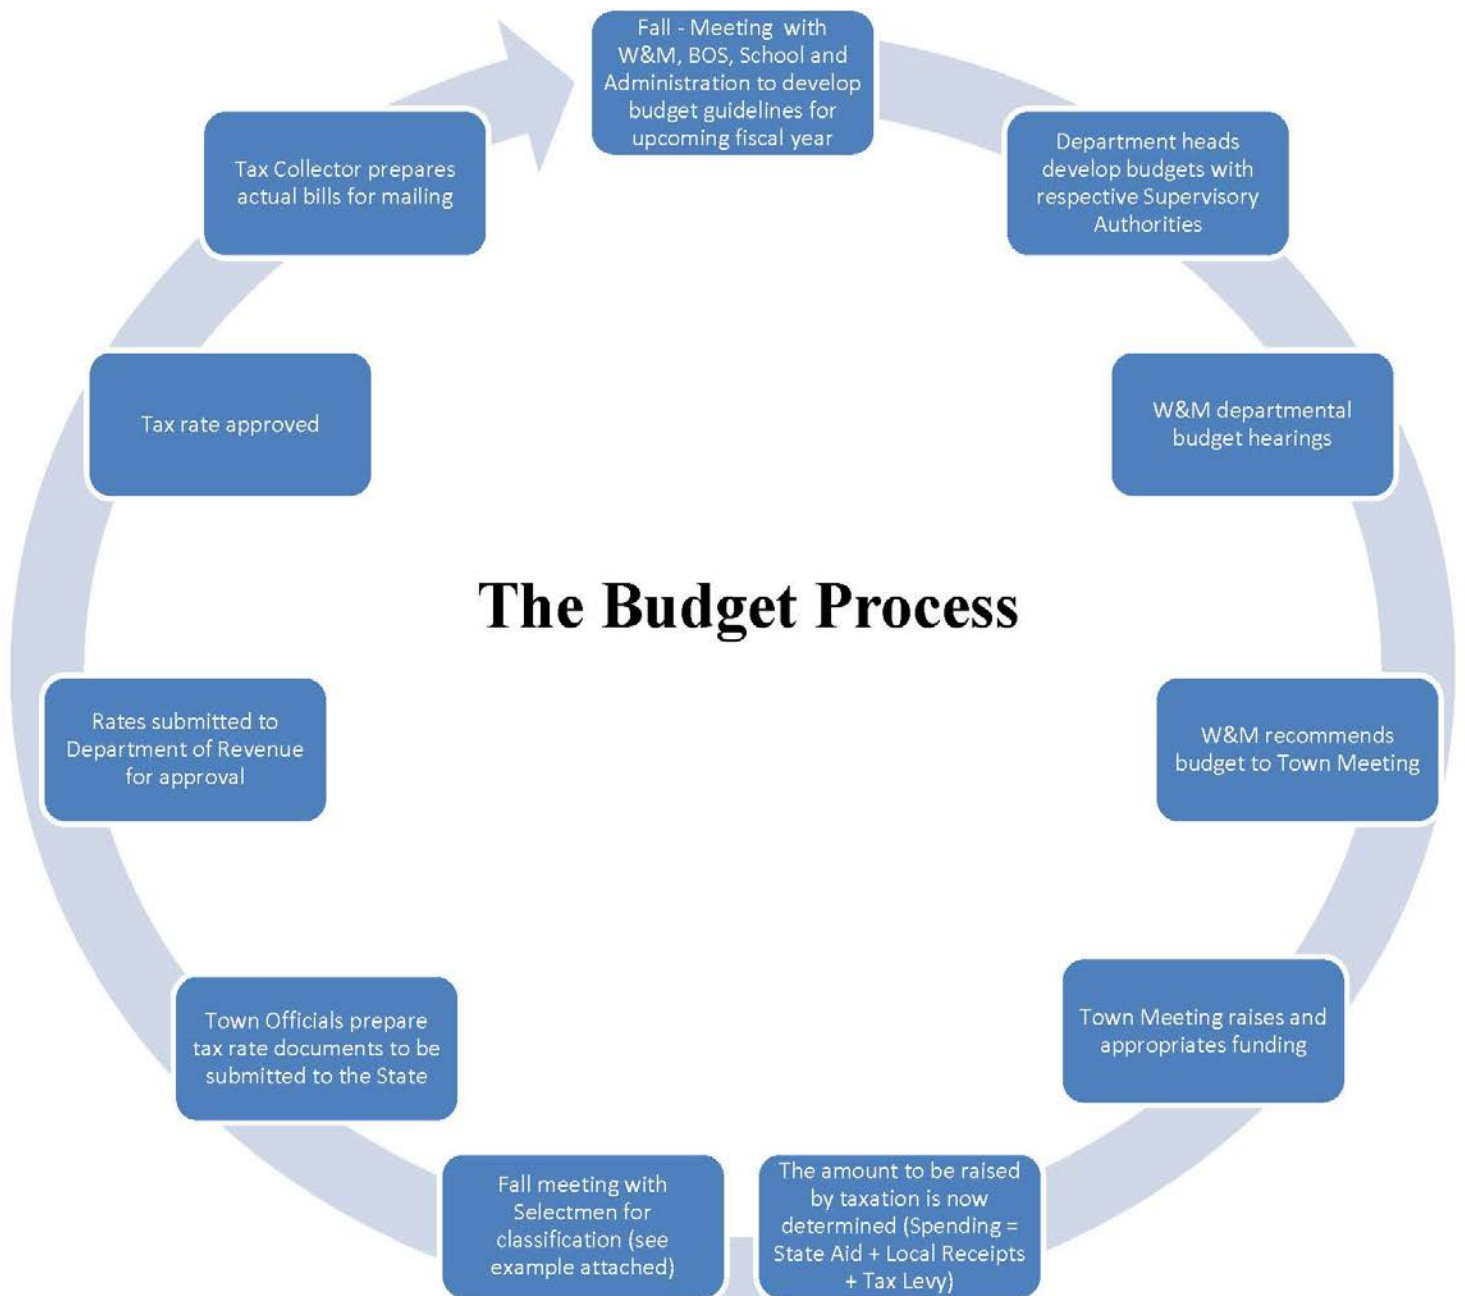 Fall - Meeting with
W&M, BOS, School and
Administration to develop
budget guidelines for
upcoming fiscal year
Department heads
develop budgets with
respective Supervisory
Authorities
W&M departmental
budget hearings
W&M recommends
budget to Town Meeting
Town Meeting raises and
appropriates funding
The amount to be raised
by taxation is now
determined (Spending =
State Aid + Local Receipts
+ Tax Levy)
Fall meeting with
Selectmen for
classification (see
example attached)
Town Officials prepare
tax rate documents to be
submitted to the State
Rates submitted to
Department of Revenue
for approval
Tax rate approved
Tax Collector prepares
actual bills for mailing
The Budget Process